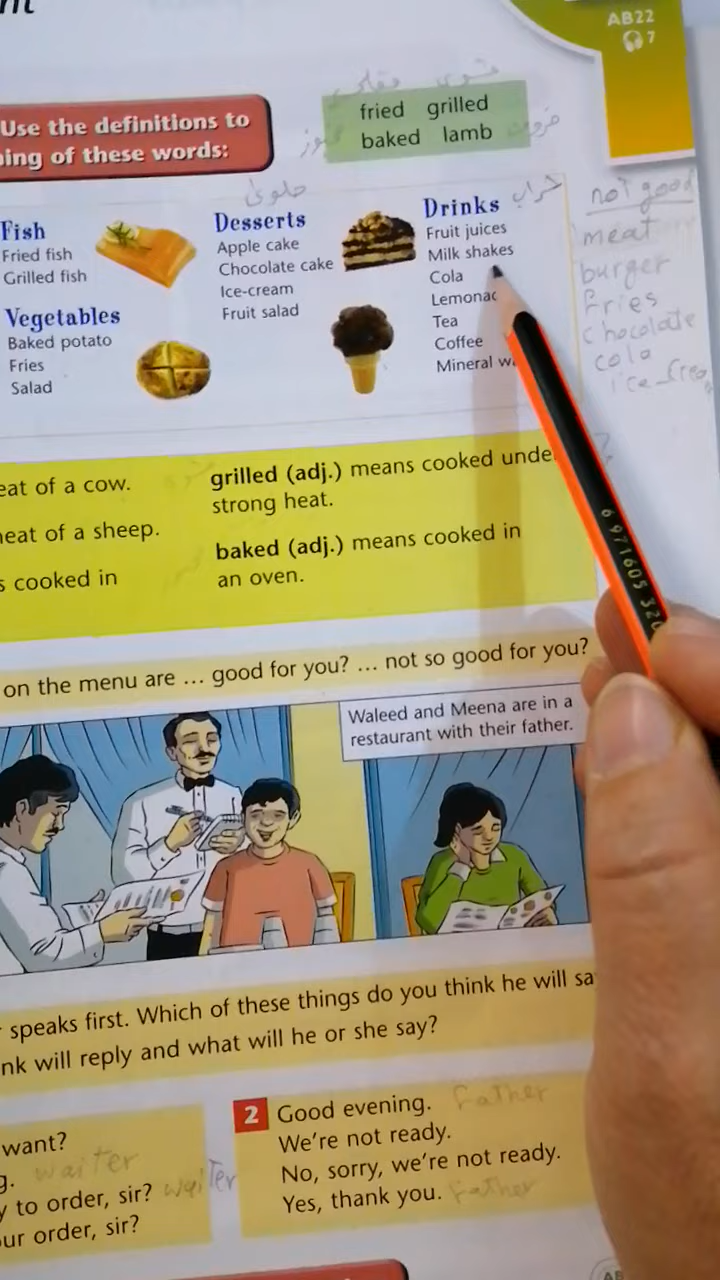 AB22
7
Use the definitions to
ing of these words:
fried grilled
baked lamb
مقلي
حلوى
Fish
Fried fish
Grilled fish
Vegetables
Baked potato
Fries
Salad
Desserts
Apple cake
Chocolate cake
Ice-cream
Fruit salad
Drinks
Fruit juices
Milk shakes
Cola
Lemonad
Tea
Coffee
Mineral w
not good
meat
burger
fries
chocolate
cola
ice-crea
eat of a cow.
eat of a sheep.
s cooked in
grilled (adj.) means cooked unde
strong heat.
baked (adj.) means cooked in
an oven.
on the menu are ... good for you? ... not so good for you?
Waleed and Meena are in a
restaurant with their father.
speaks first. Which of these things do you think he will sa
nk will reply and what will he or she say?
want?
g. waiter
y to order, sir? waiter
ur order, sir?
2 Good evening. Father
We're not ready.
No, sorry, we're not ready.
Yes, thank you. Father
6 971605 320